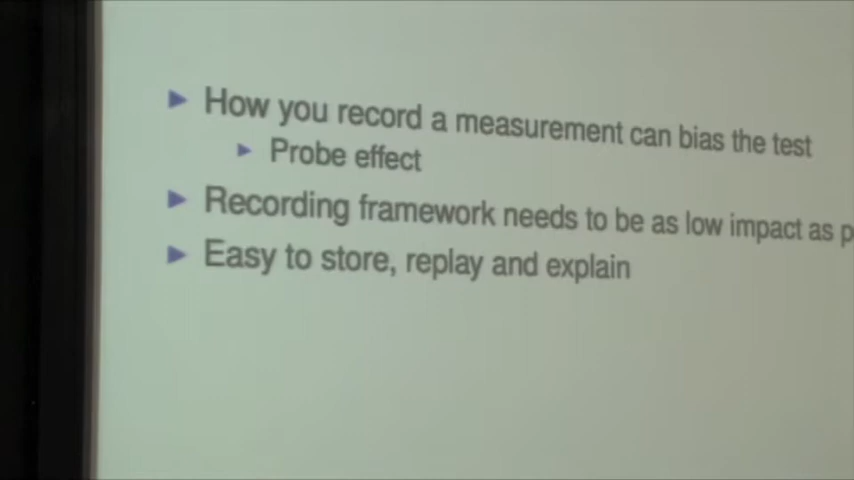 How you record a measurement can bias the test
Probe effect
Recording framework needs to be as low impact as
Easy to store, replay and explain